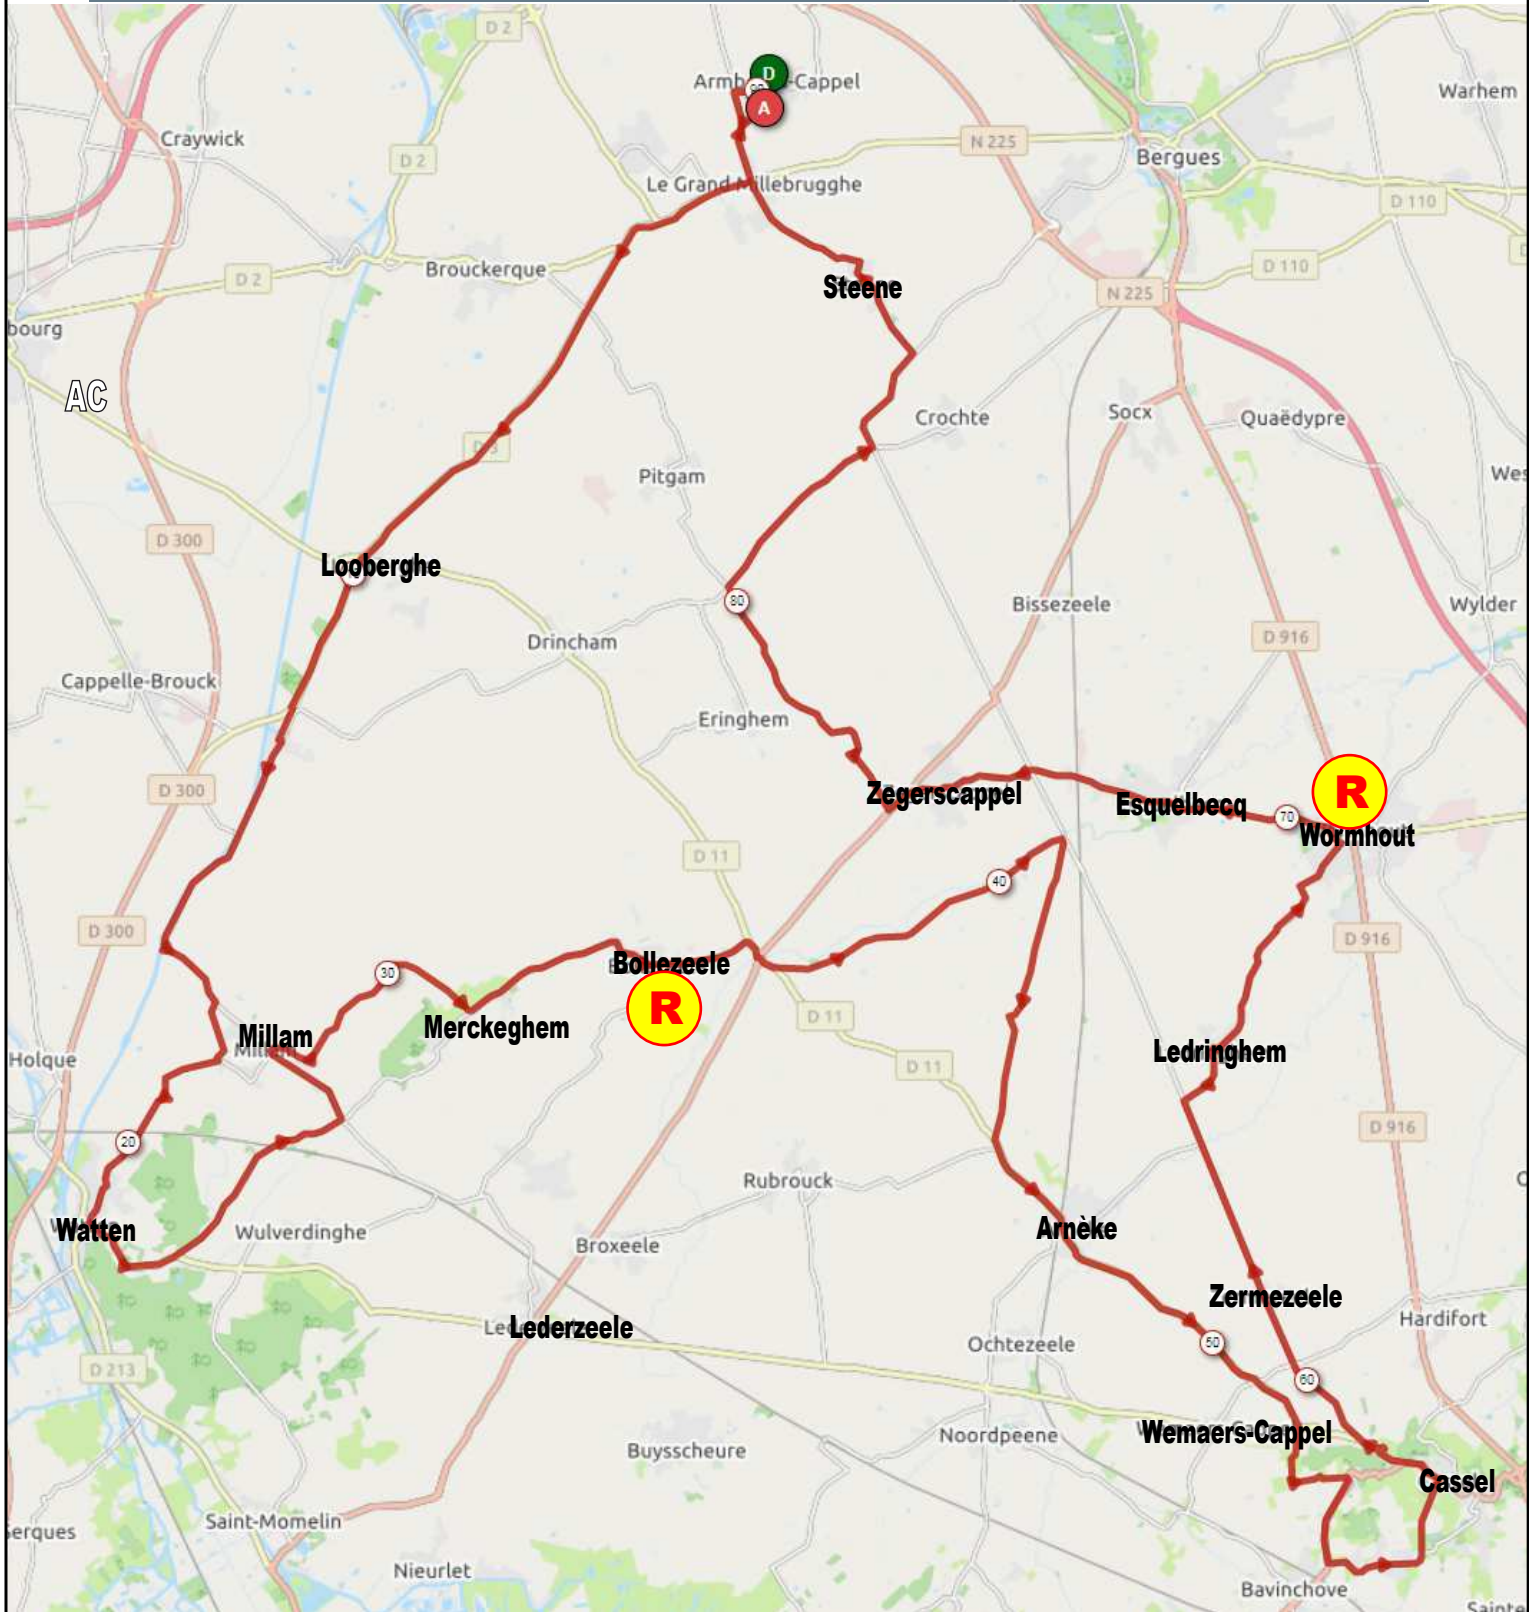 D 2
D
Armb
-Cappel
A
Warhem
Craywick
N 225
D 2
Bergues
Le Grand Millebrugghe
D 110
Brouckerque
D 110
D 2
Steene
N 225
bourg
AC
Crochte
Socx
Quaëdypre
Pitgam
Wes
D 300
Looberghe
80
Bissezeele
Wylder
D 916
Drincham
Cappelle-Brouck
Eringhem
D 300
Zegerscappel
Esquelbecq
R
70
Wormhout
D 11
40
D 300
D 916
Bollezeele
30
R
Merckeghem
D 11
Millam
Ledringhem
Holque
D 11
D 916
20
Rubrouck
Watten
Wulverdinghe
Arnèke
Broxeele
Zermezeele
Lederzeele
Hardifort
50
Ochtezeele
D 213
60
Wemaers-Cappel
Noordpeene
Buysscheure
Cassel
Saint-Momelin
Serques
Nieurlet
Bavinchove
Sainte